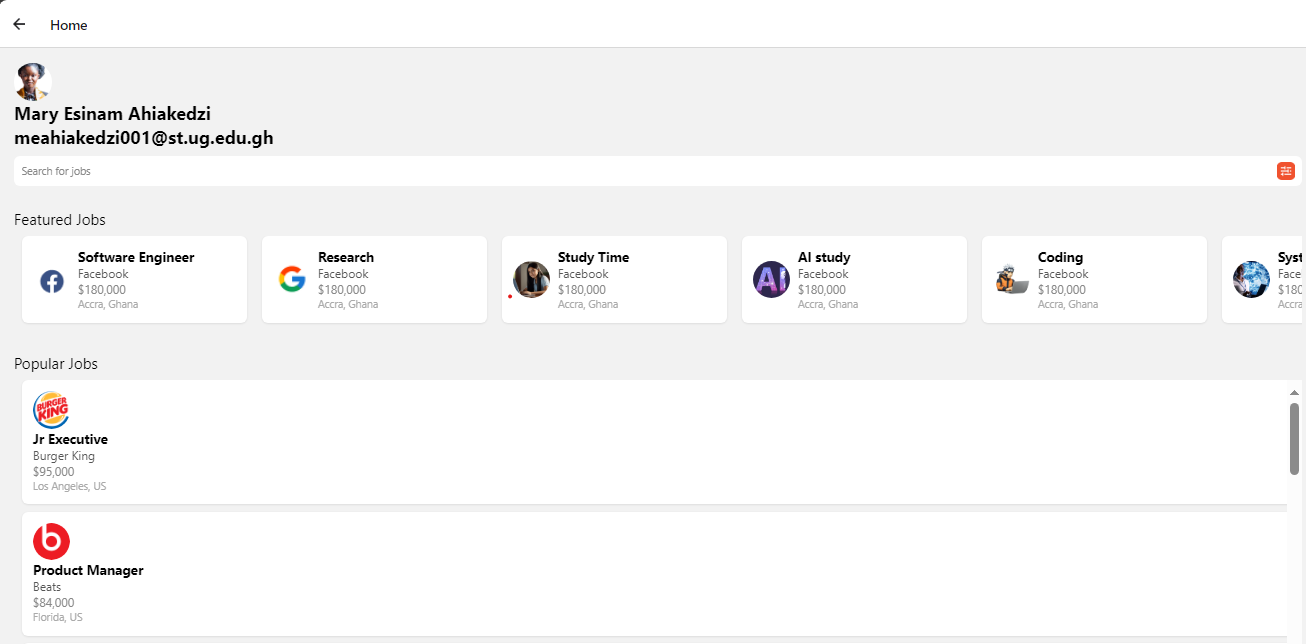 Home
Mary Esinam Ahiakedzi
meahiakedzi001@st.ug.edu.gh
Search for jobs
Featured Jobs
Software Engineer
Facebook
$180,000
Accra, Ghana
Research
Facebook
$180,000
Accra, Ghana
Study Time
Facebook
$180,000
Accra, Ghana
AI
AI study
Facebook
$180,000
Accra, Ghana
Coding
Facebook
$180,000
Accra, Ghana
Syst
Face
$180
Accra
Popular Jobs
BURGER
KING
Jr Executive
Burger King
$95,000
Los Angeles, US
Product Manager
Beats
$84,000
Florida, US